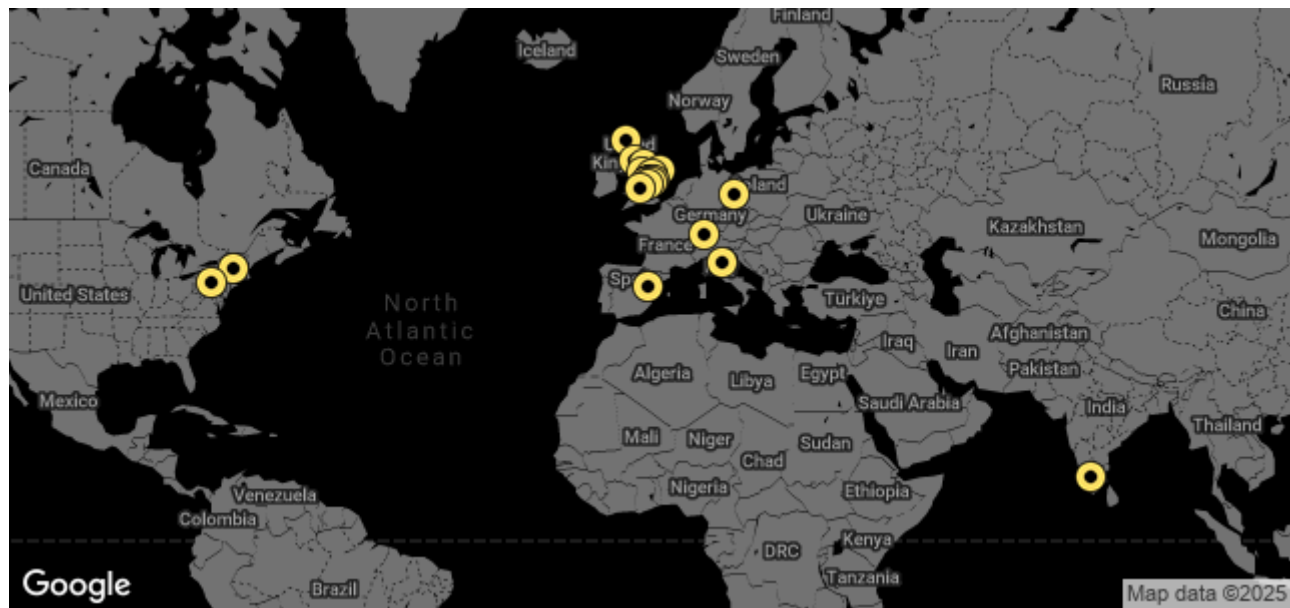 Finland
Iceland
Sweden
Russia
Norway
Canada
Poland
Germany
Ukraine
Kazakhstan
France
Mongolia
United States
North
Atlantic
Ocean
Türkiye
China
Iraq
Iran
Afghanistan
Algeria
Libya
Egypt
Pakistan
Mexico
Saudi Arabia
India
Thailand
Mali
Niger
Sudan
Chad
Venezuela
Nigeria
Ethiopia
Colombia
Kenya
DRC
Brazil
Tanzania
Google
Map data ©2025